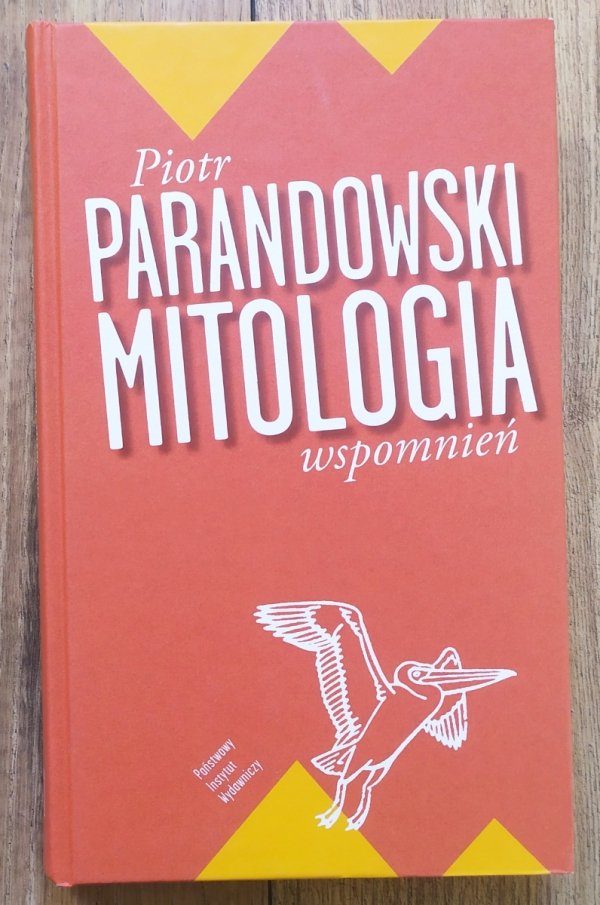 Piotr
PARANDOWSKI
MITOLOGIA
wspomnień
Państwowy
Instytut
Wydawniczy